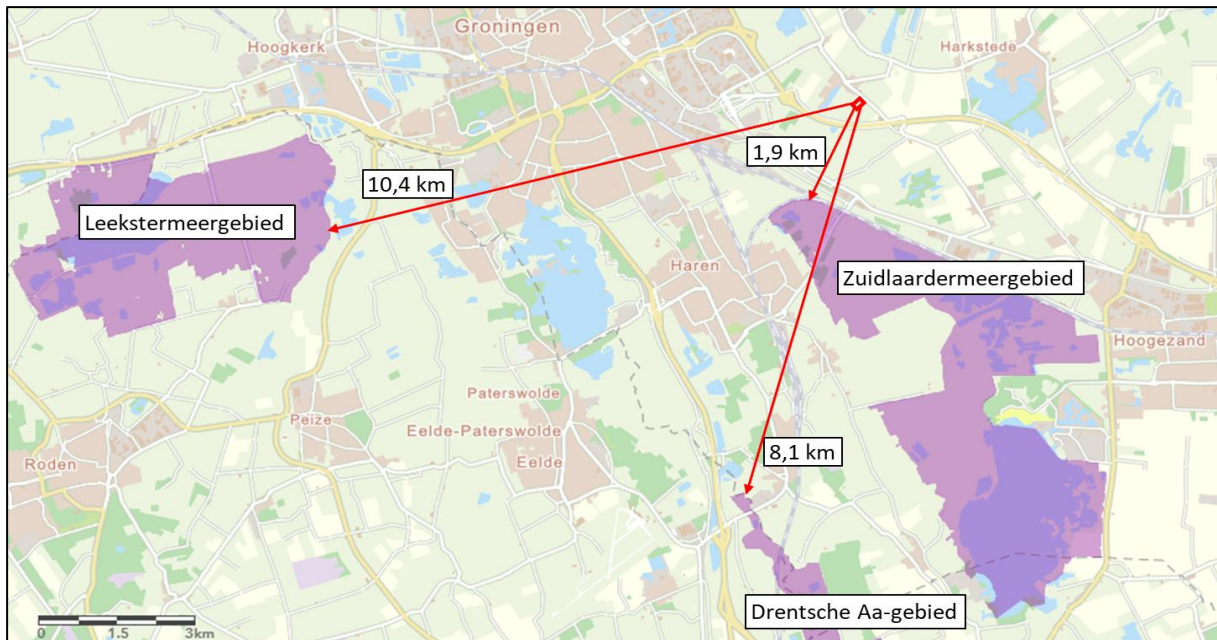 Groningen
Hoogkerk
Harkstede
1,9 km
10,4 km
Leekstermeergebied
Haren
Zuidlaardermeergebied
Hoogezand
Paterswolde
Peize
Eelde-Paterswolde
8,1 km
Roden
Eelde
Drentsche Aa-gebied
0 1.5 3km